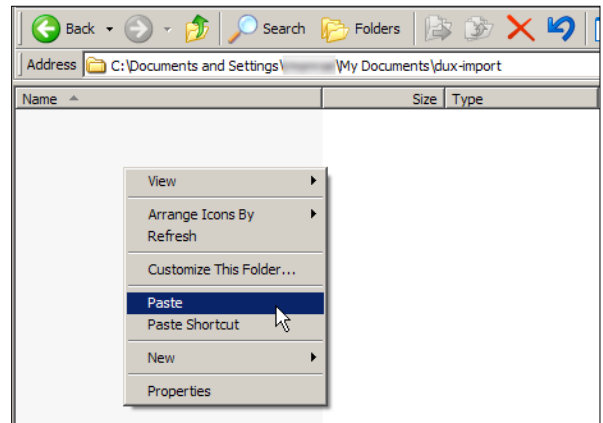 Back Search Folders
Address C:\Documents and Settings\ \My Documents\dux-import
Name Size Type
View
Arrange Icons By
Refresh
Customize This Folder...
Paste
Paste Shortcut
New
Properties